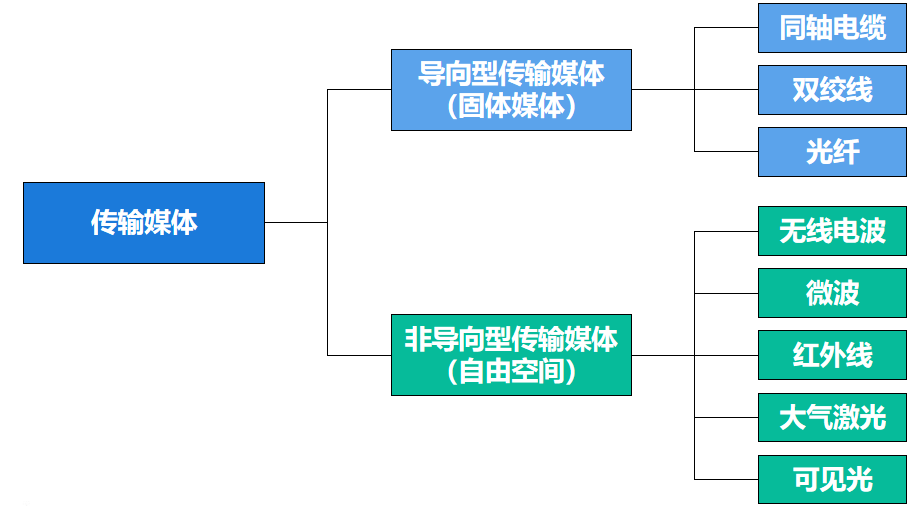 传输媒体
导向型传输媒体
（固体媒体）
同轴电缆
双绞线
光纤
非导向型传输媒体
（自由空间）
无线电波
微波
红外线
大气激光
可见光